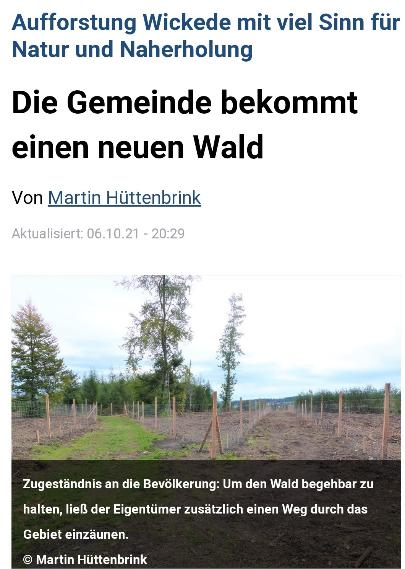 Aufforstung Wickede mit viel Sinn für
Natur und Naherholung
Die Gemeinde bekommt
einen neuen Wald
Von Martin Hüttenbrink
Aktualisiert: 06.10.21 - 20:29
Zugeständnis an die Bevölkerung: Um den Wald begehbar zu
halten, ließ der Eigentümer zusätzlich einen Weg durch das
Gebiet einzäunen.
© Martin Hüttenbrink